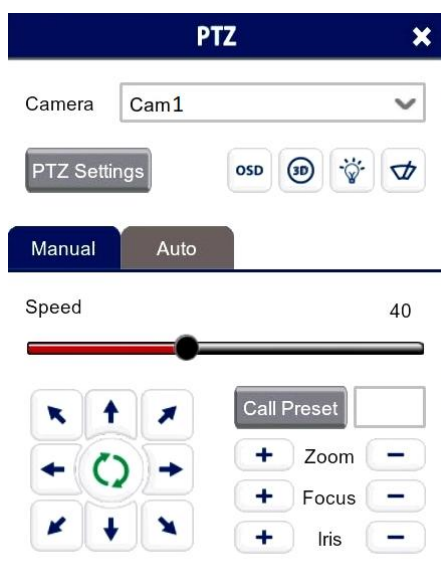 PTZ
Camera Cam1
PTZ Settings OSD 3D
Manual Auto
Speed 40
Call Preset
+ Zoom −
+ Focus −
+ Iris −